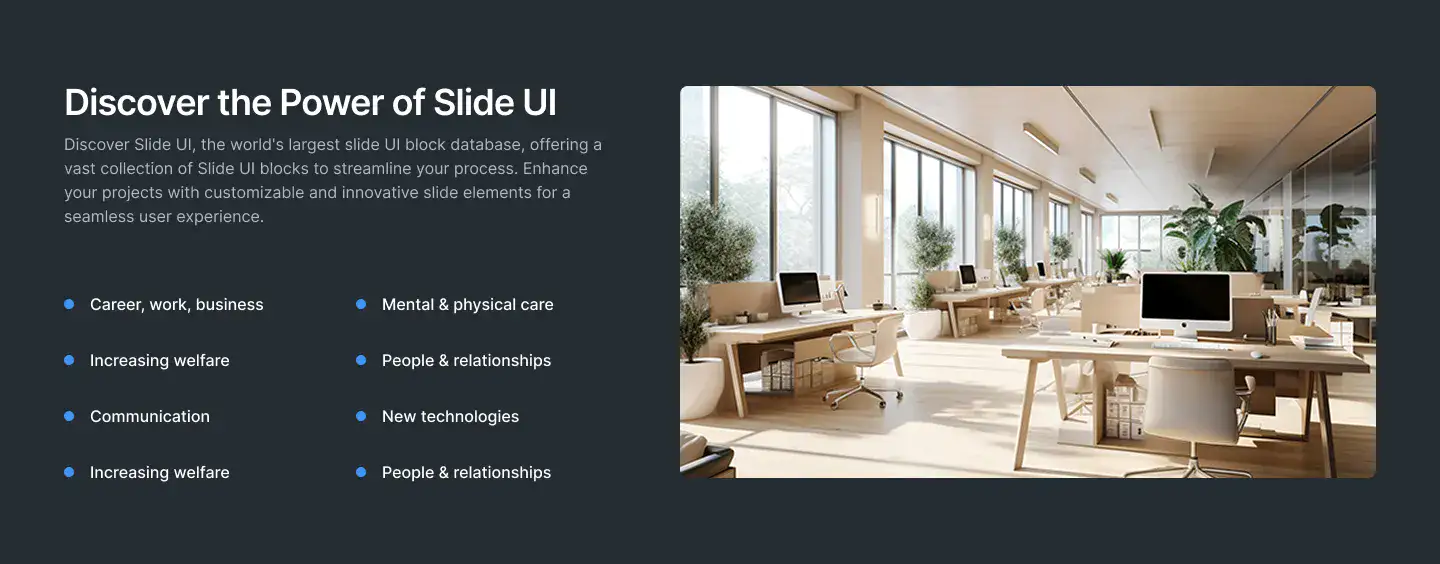 Discover the Power of Slide UI
Discover Slide UI, the world's largest slide UI block database, offering a
vast collection of Slide UI blocks to streamline your process. Enhance
your projects with customizable and innovative slide elements for a
seamless user experience.
Career, work, business
Mental & physical care
Increasing welfare
People & relationships
Communication
New technologies
Increasing welfare
People & relationships